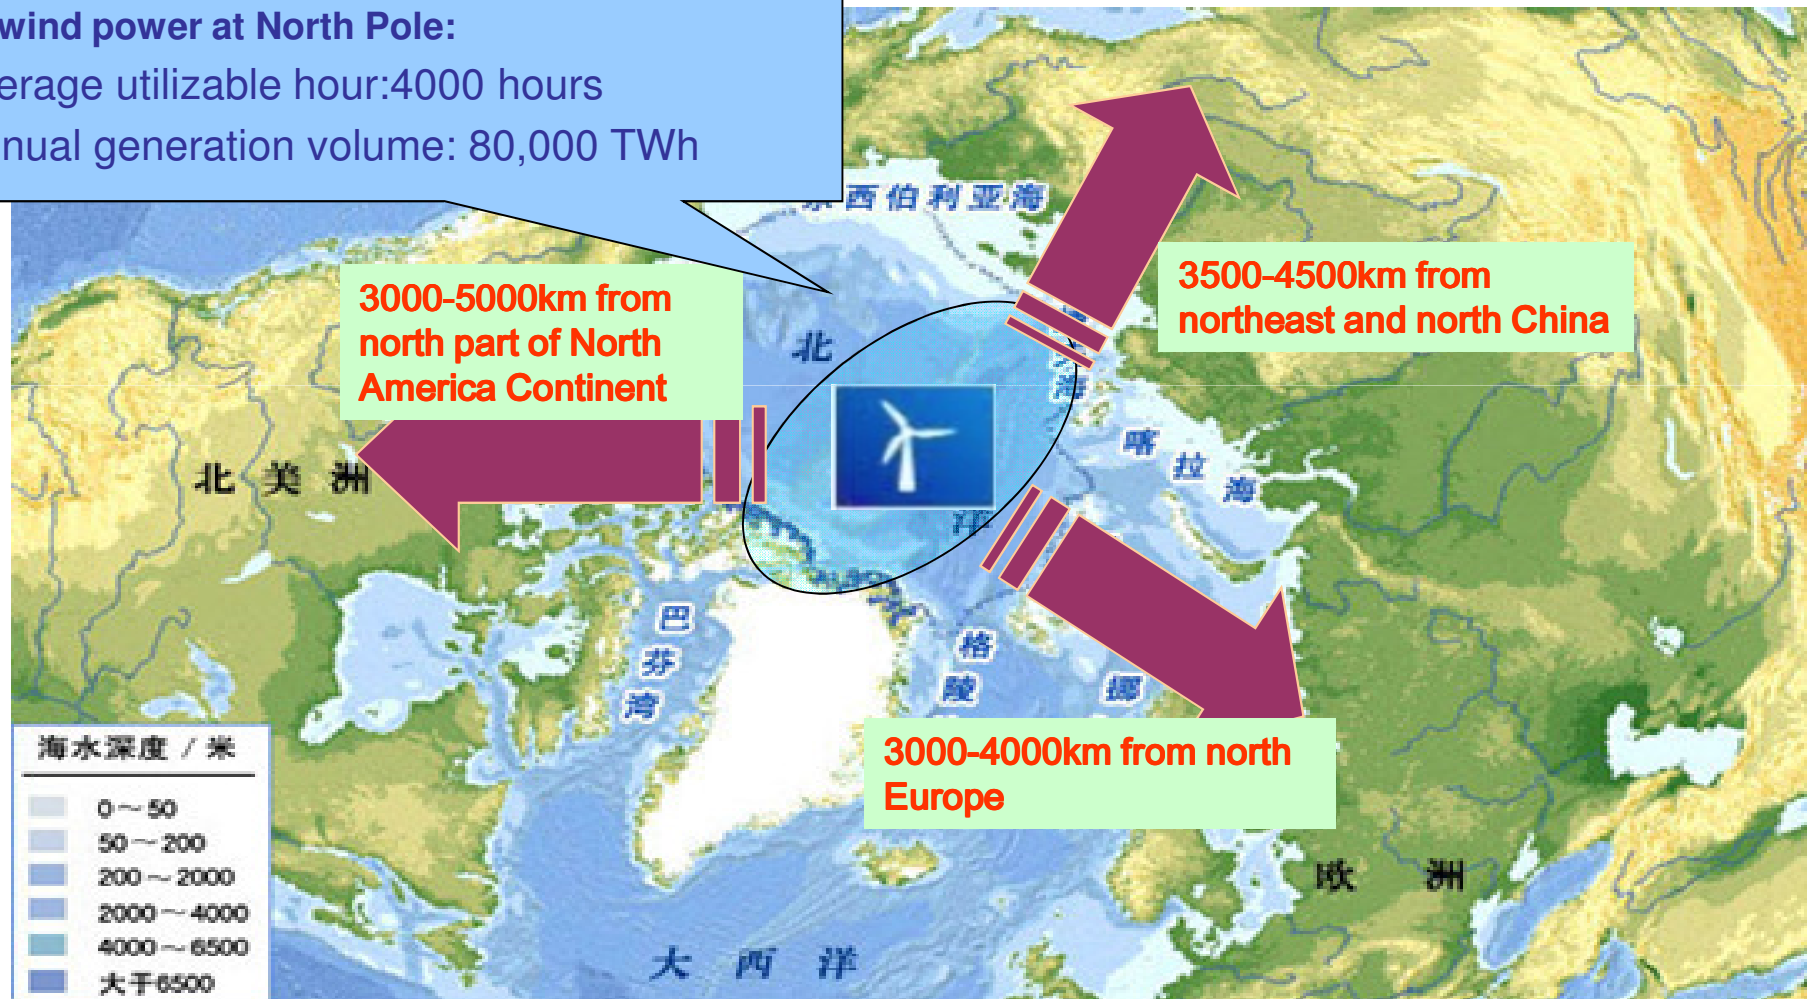 wind power at North Pole:
erage utilizable hour:4000 hours
nual generation volume: 80,000 TWh
西伯利亚海
3000-5000km from
north part of North
America Continent
3500-4500km from
northeast and north China
北
洋
海
喀拉海
北美洲
巴芬湾
格陵
挪
3000-4000km from north
Europe
欧洲
大西洋
海水深度 / 米
0～50
50～200
200～2000
2000～4000
4000～6500
大于6500